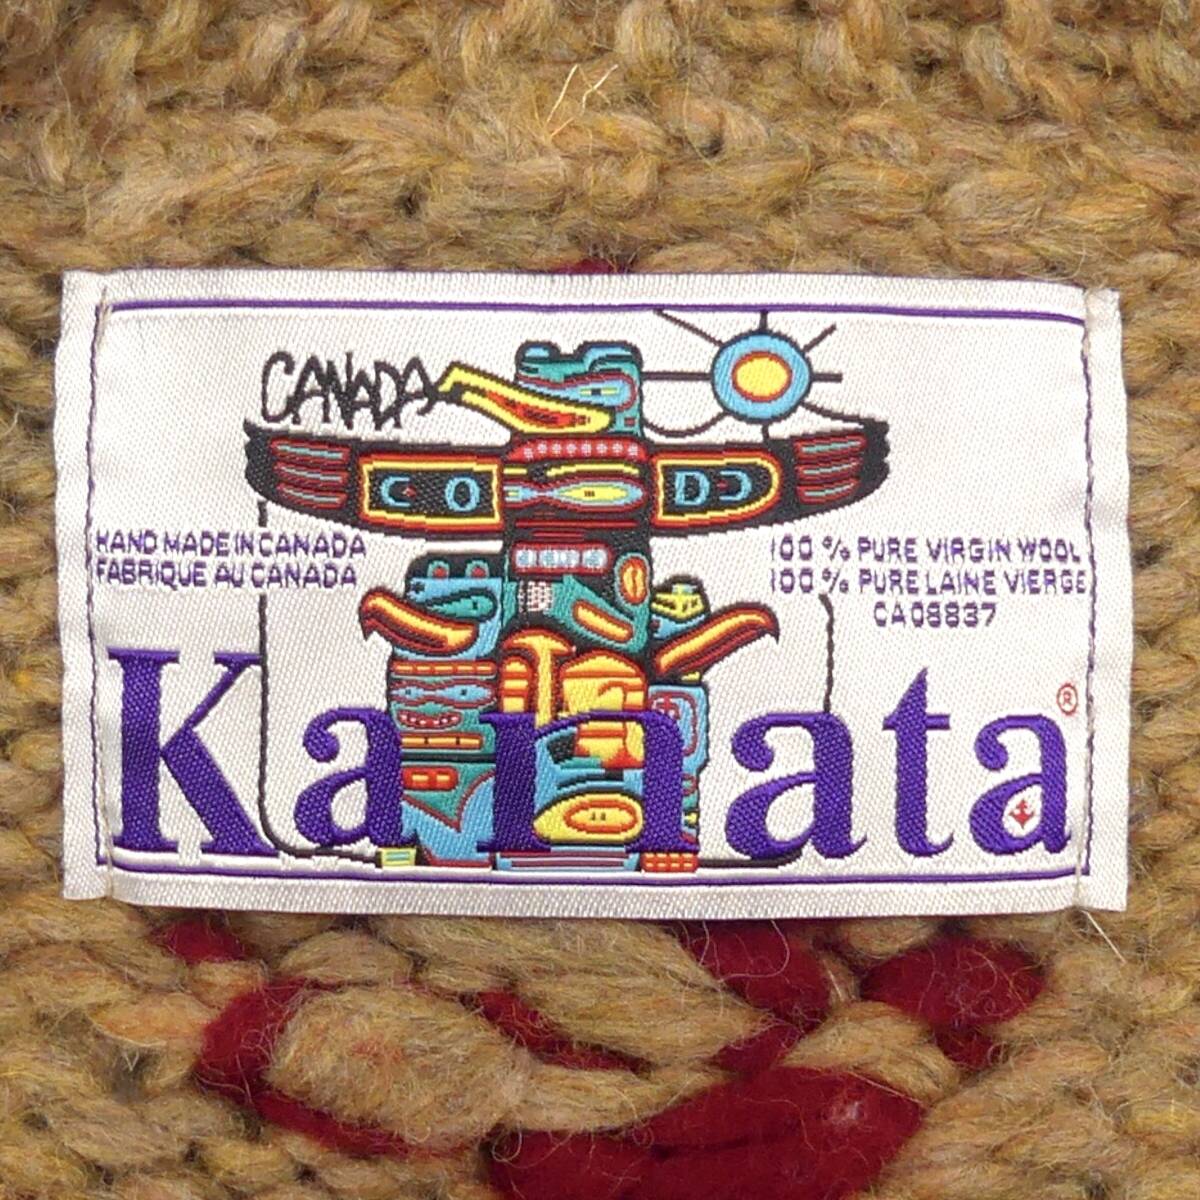 CANADA
HAND MADE IN CANADA
FABRIQUE AU CANADA
100 % PURE VIRGIN WOOL
100 % PURE LAINE VIERGE
CA08837
Kanata®